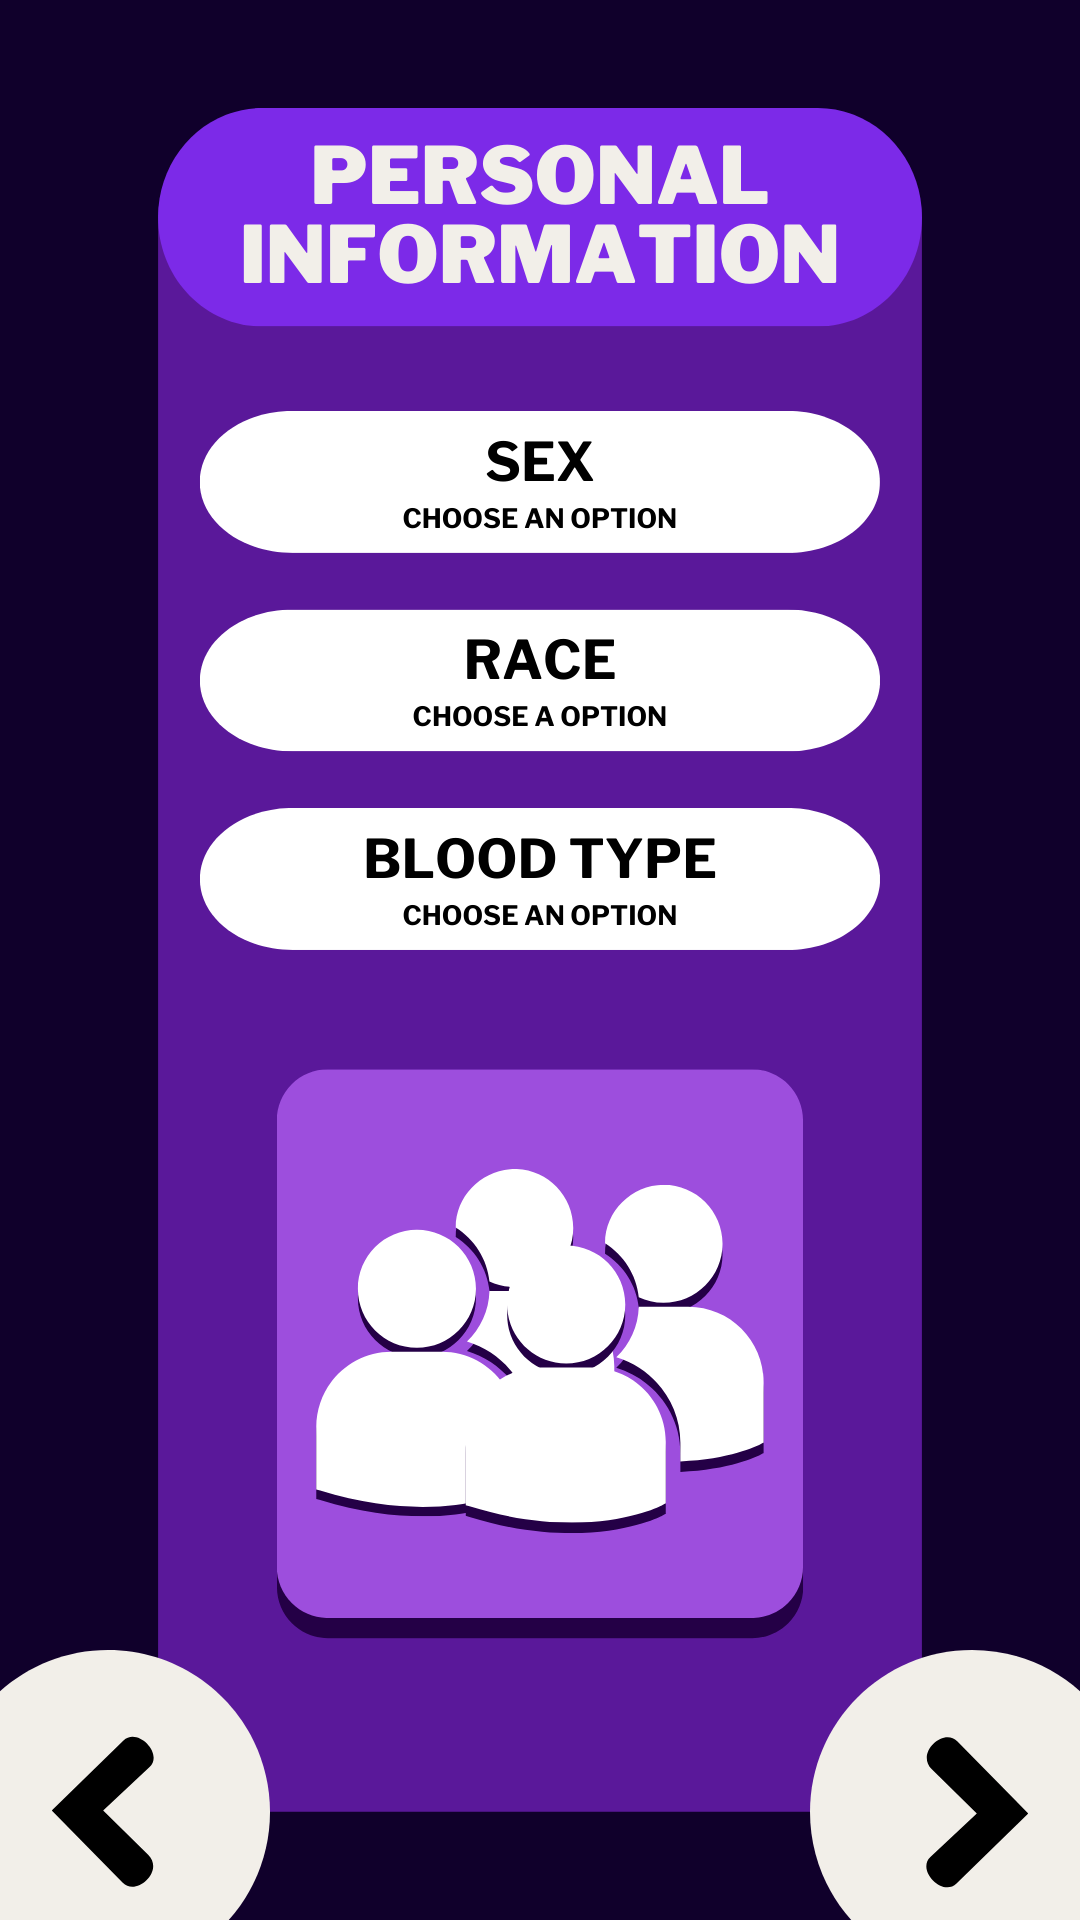 PERSONAL
INFORMATION
SEX
CHOOSE AN OPTION
RACE
CHOOSE A OPTION
BLOOD TYPE
CHOOSE AN OPTION